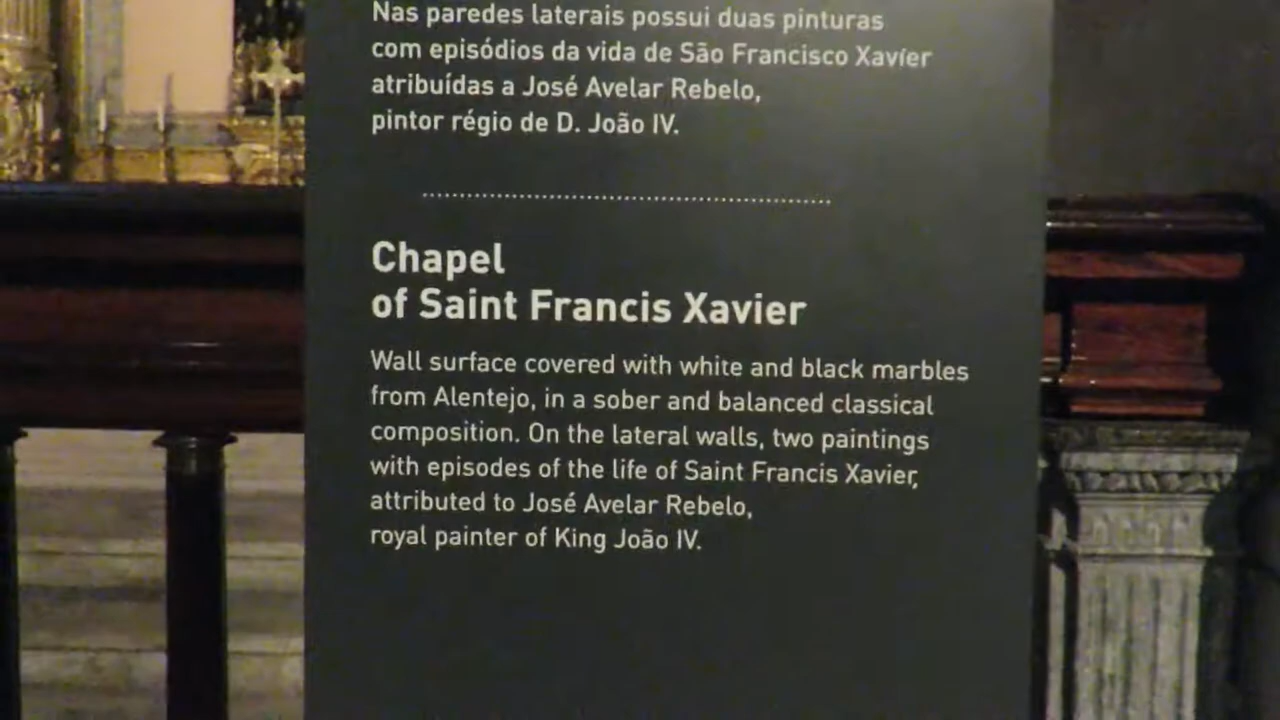 Nas paredes laterais possui duas pinturas
com episódios da vida de São Francisco Xavier
atribuídas a José Avelar Rebelo,
pintor régio de D. João IV.
Chapel
of Saint Francis Xavier
Wall surface covered with white and black marbles
from Alentejo, in a sober and balanced classical
composition. On the lateral walls, two paintings
with episodes of the life of Saint Francis Xavier,
attributed to José Avelar Rebelo,
royal painter of King João IV.